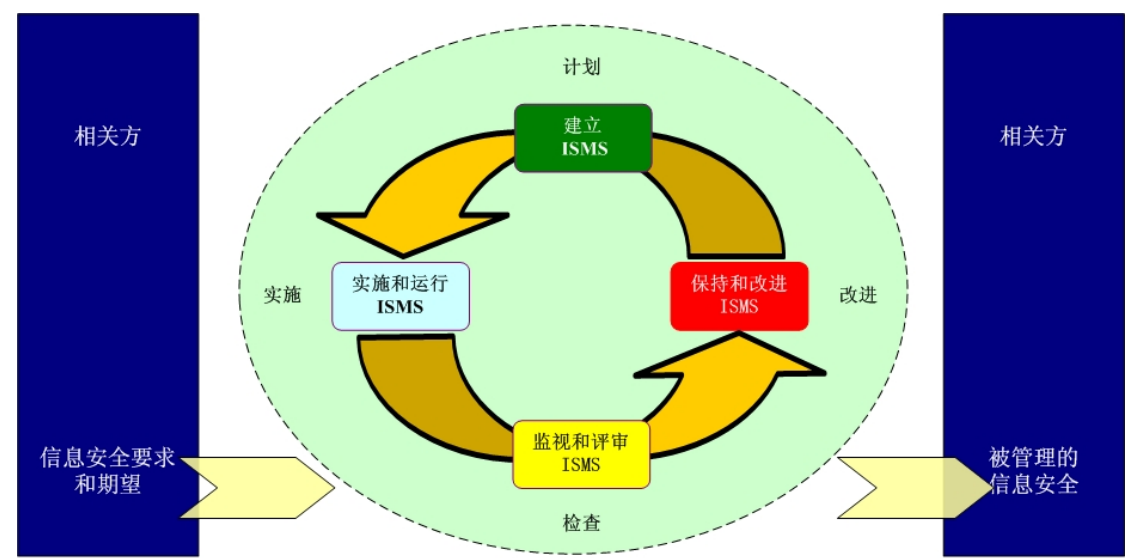 相关方
信息安全要求
和期望
计划
建立
ISMS
实施
实施和运行
ISMS
保持和改进
ISMS
改进
监视和评审
ISMS
检查
相关方
被管理的
信息安全